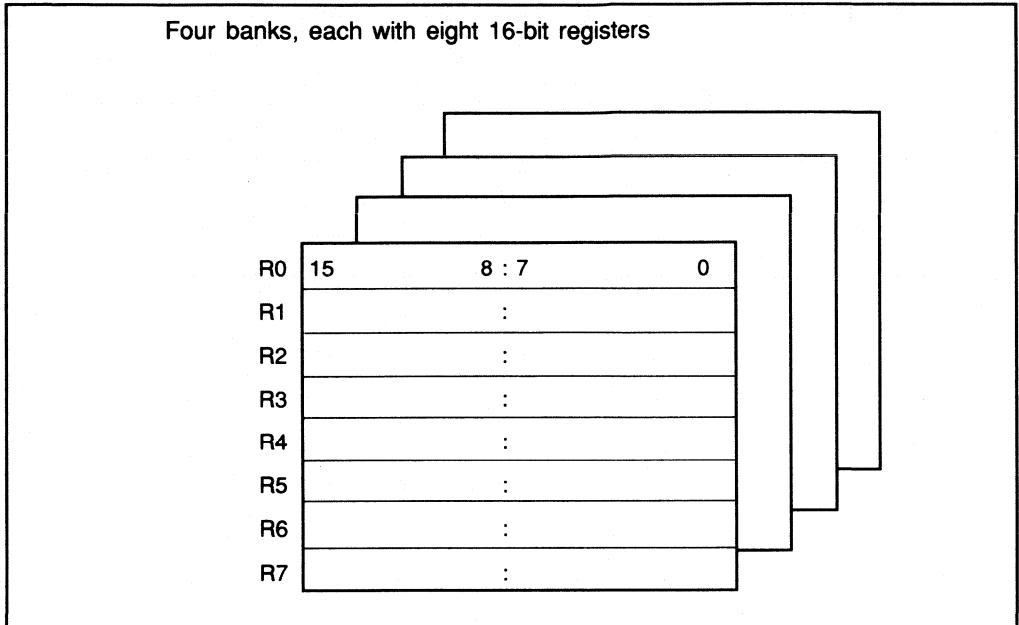 Four banks, each with eight 16-bit registers
R0 15 8 : 7 0
R1 :
R2 :
R3 :
R4 :
R5 :
R6 :
R7 :